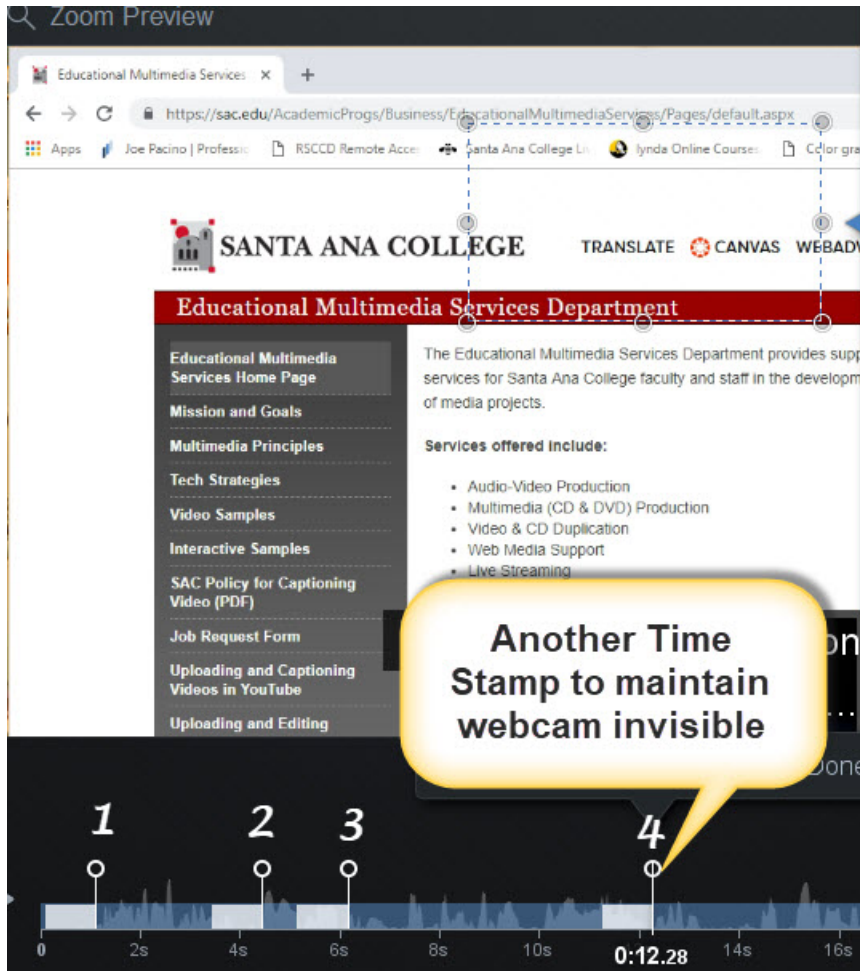 Zoom Preview
Educational Multimedia Services
https://sac.edu/AcademicProgs/Business/EducationalMultimediaServices/Pages/default.aspx
Apps Joe Pacino | Professio RSCCD Remote Acce Santa Ana College Li lynda Online Courses Color gra
SANTA ANA COLLEGE TRANSLATE CANVAS WEBADV
Educational Multimedia Services Department
Educational Multimedia
Services Home Page
Mission and Goals
Multimedia Principles
Tech Strategies
Video Samples
Interactive Samples
SAC Policy for Captioning
Video (PDF)
Job Request Form
Uploading and Captioning
Videos in YouTube
Uploading and Editing
The Educational Multimedia Services Department provides supp
services for Santa Ana College faculty and staff in the developm
of media projects.
Services offered include:
• Audio-Video Production
• Multimedia (CD & DVD) Production
• Video & CD Duplication
• Web Media Support
• Live Streaming
on
...
Another Time
Stamp to maintain
webcam invisible
Done
1 2 3 4
0 2s 4s 6s 8s 10s 0:12.28 14s 16s